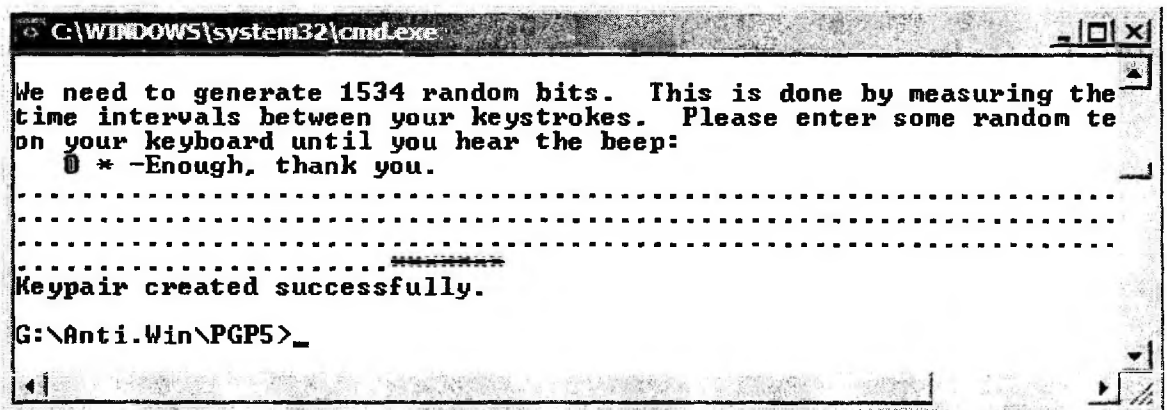 C:\WINDOWS\system32\cmd.exe
We need to generate 1534 random bits.  This is done by measuring the
time intervals between your keystrokes.  Please enter some random te
on your keyboard until you hear the beep:
0 * -Enough, thank you.
.......................................................................
.......................................................................
.......................................................................
........................*******
Keypair created successfully.
G:\Anti.Win\PGP5>_